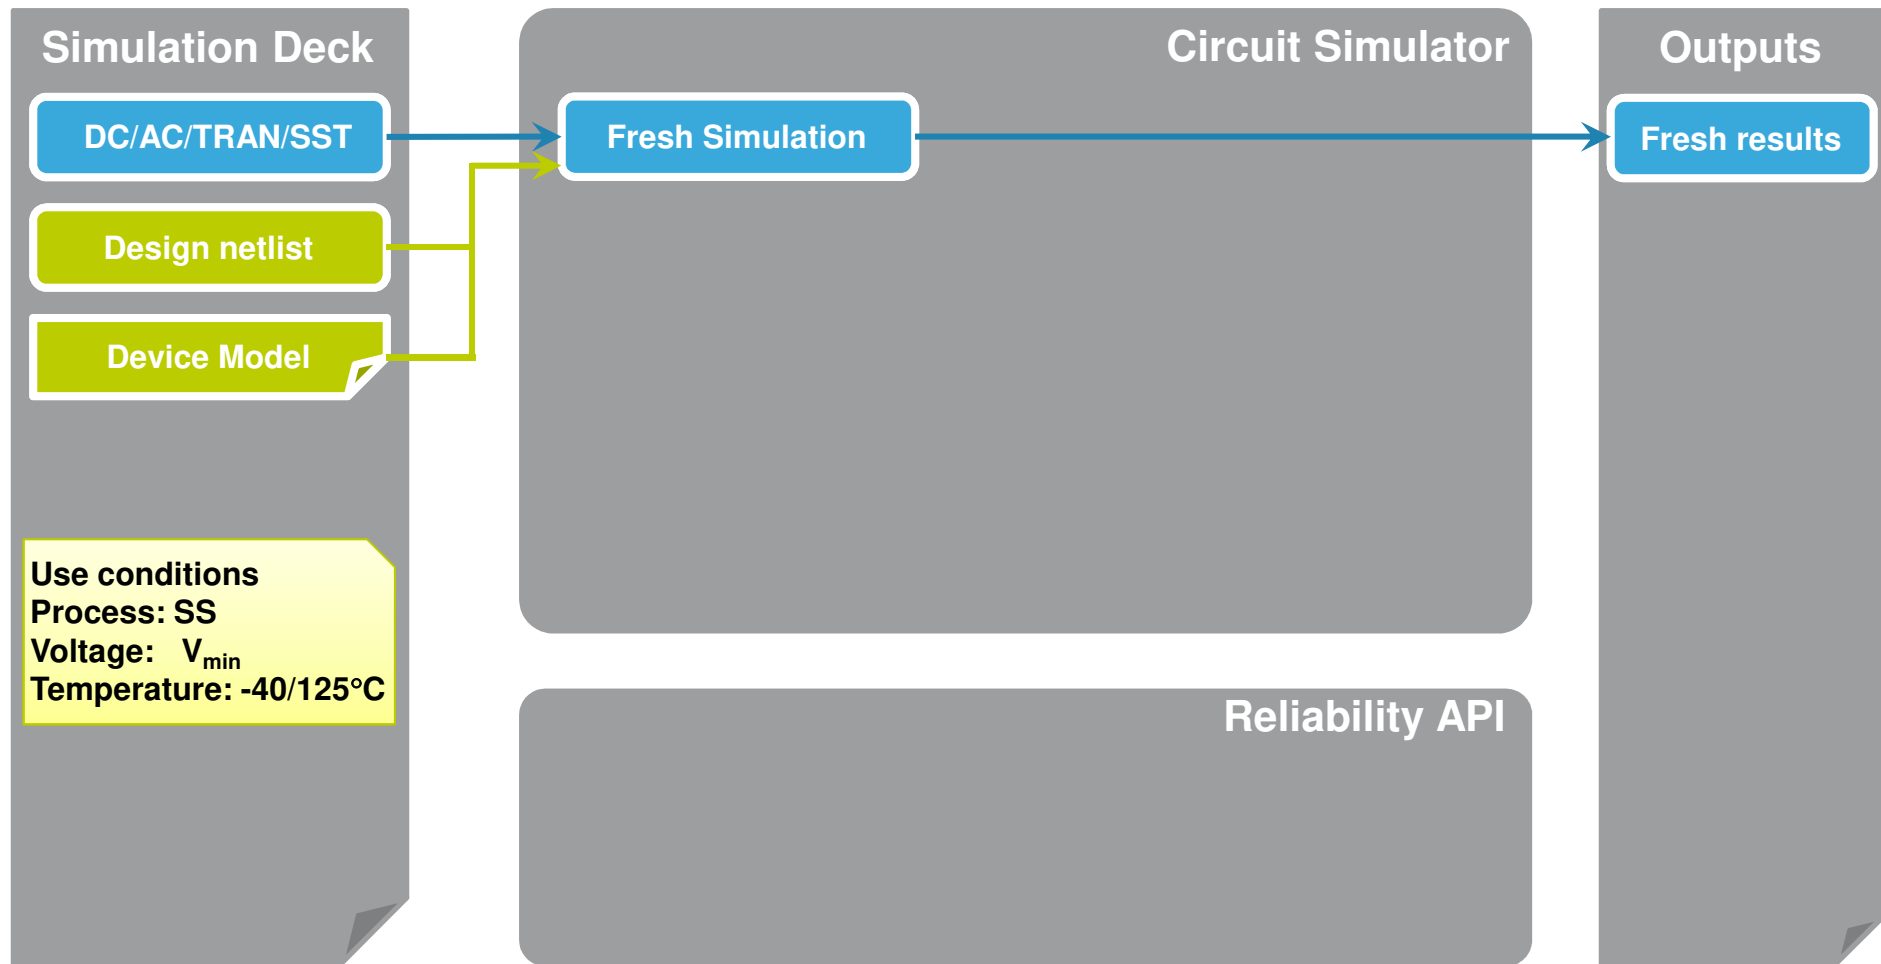 Simulation Deck
DC/AC/TRAN/SST
Design netlist
Device Model
Use conditions
Process: SS
Voltage: Vmin
Temperature: -40/125°C
Circuit Simulator
Fresh Simulation
Reliability API
Outputs
Fresh results